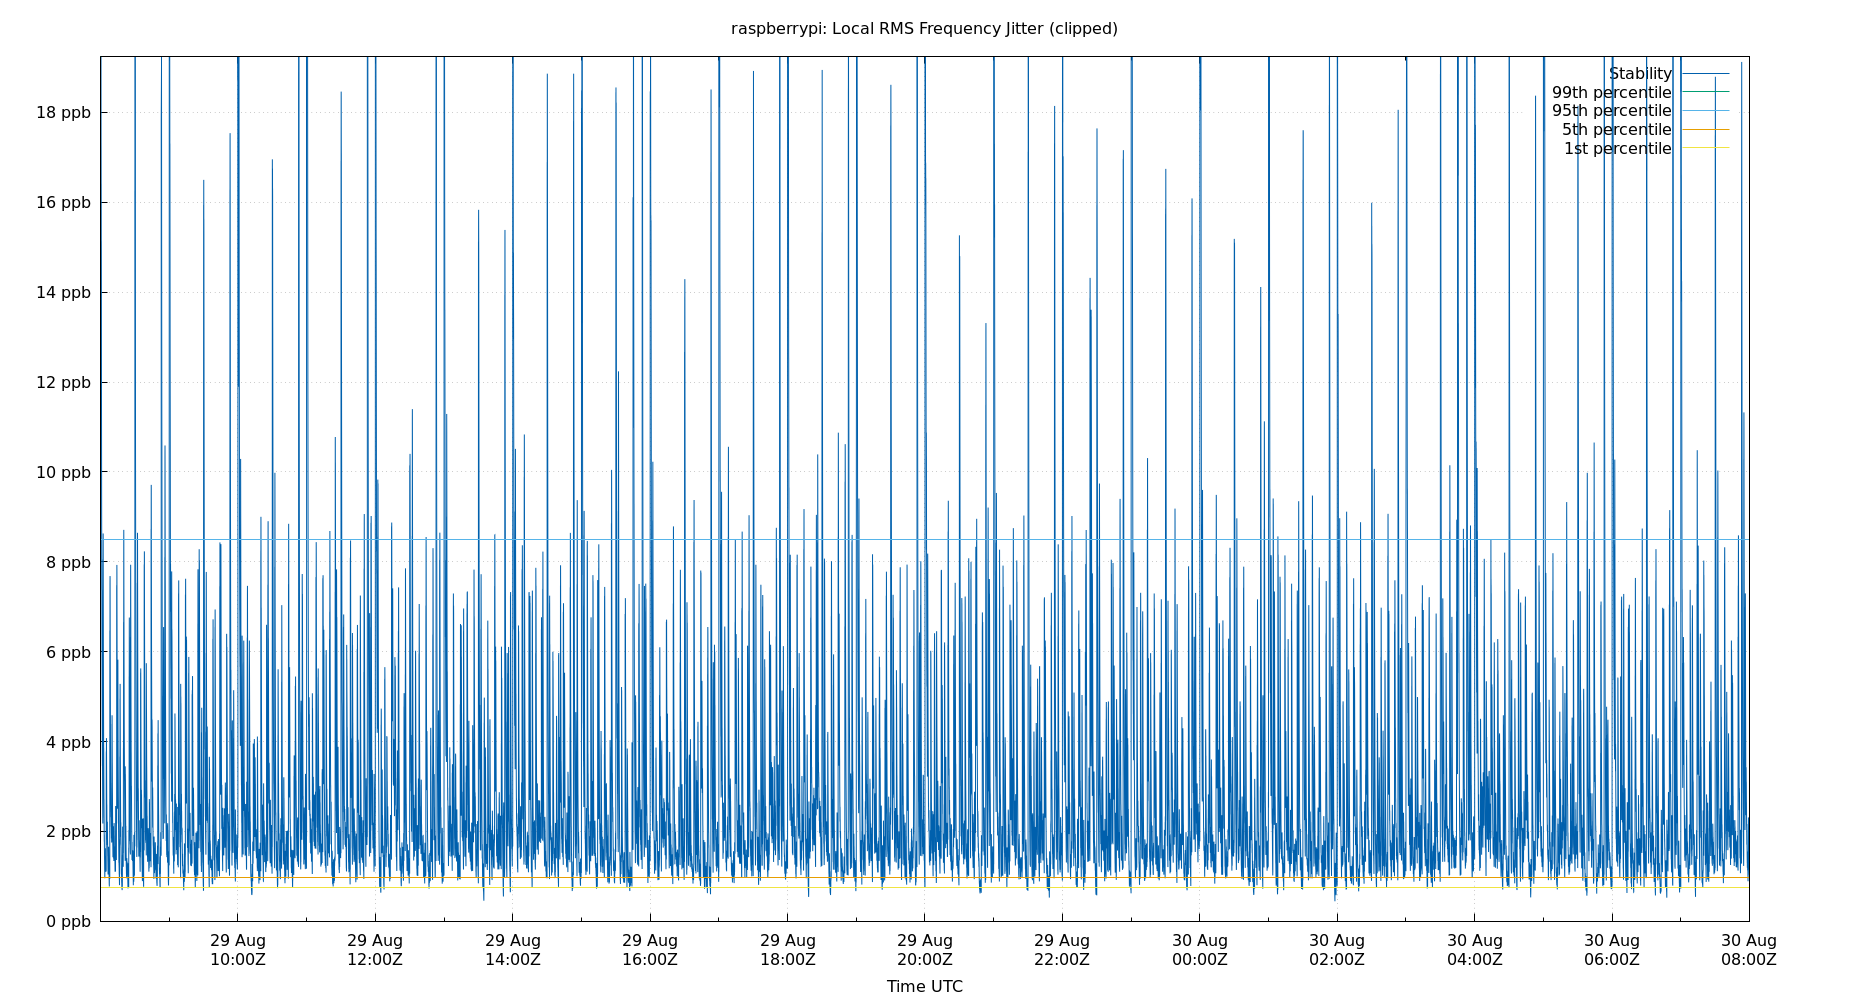 raspberrypi: Local RMS Frequency Jitter (clipped)
Stability
99th percentile
95th percentile
5th percentile
1st percentile
18 ppb
16 ppb
14 ppb
12 ppb
10 ppb
8 ppb
6 ppb
4 ppb
2 ppb
0 ppb
29 Aug 29 Aug 29 Aug 29 Aug 29 Aug 29 Aug 29 Aug 30 Aug 30 Aug 30 Aug 30 Aug 30 Aug
10:00Z 12:00Z 14:00Z 16:00Z 18:00Z 20:00Z 22:00Z 00:00Z 02:00Z 04:00Z 06:00Z 08:00Z
Time UTC